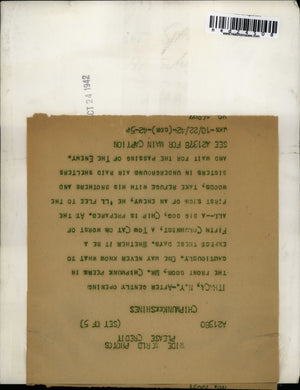 OCT 24 1942
WIDE WORLD PHOTOS
PLEASE CREDIT
A21980 (SET OF 5)
CHIPMUNKSHINES
ITHACA, N.Y.--AFTER GENTLY OPENING
THE FRONT DOOR, MR. CHIPMUNK PEERS
CAUTIOUSLY. ONE MAY NEVER KNOW WHAT TO
EXPECT THESE DAYS, WHETHER IT BE A
FIFTH COLUMNIST, A TOM CAT OR WORST OF
ALL--A BIG DOG, CHIP IS PREPARED. AT THE
FIRST SIGN OF AN ENEMY, HE'LL FLEE TO THE
WOODS, TAKE REFUGE WITH HIS BROTHERS AND
SISTERS IN UNDERGROUND AIR RAID SHELTERS
AND WAIT FOR THE PASSING OF THE ENEMY.
SEE A21978 FOR MAIN CAPTION